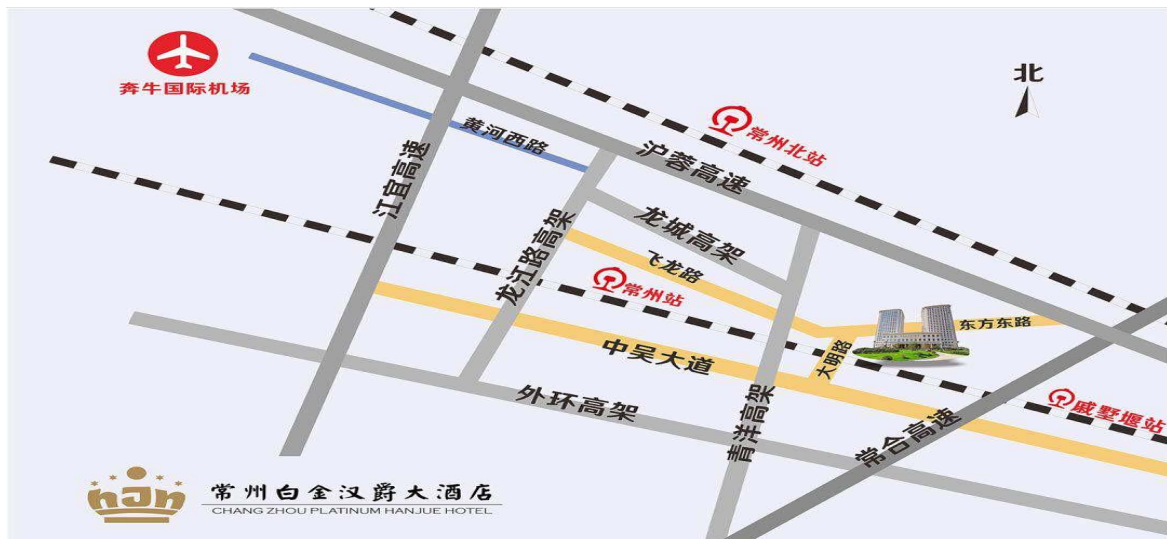 奔牛国际机场
北
黄河西路
常州北站
沪蓉高速
江宜高速
龙城高架
龙江路高架
飞龙路
常州站
东方东路
大明路
中吴大道
外环高架
青洋高架
常合高速
戚墅堰站
hJh
常州白金汉爵大酒店
CHANG ZHOU PLATINUM HANJUE HOTEL